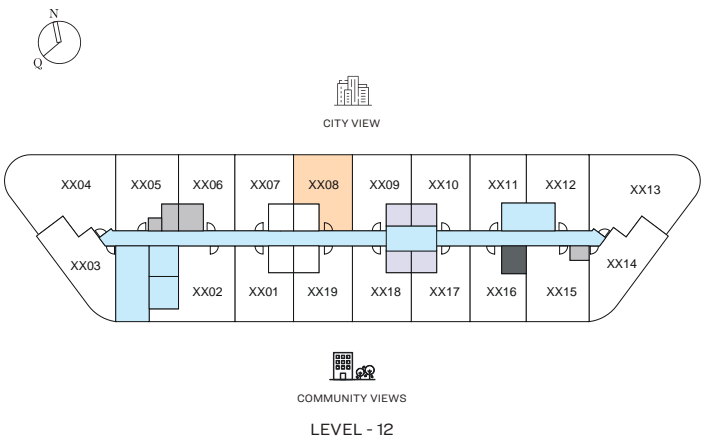 N
Q
CITY VIEW
XX04 XX05 XX06 XX07 XX08 XX09 XX10 XX11 XX12 XX13
XX03 XX02 XX01 XX19 XX18 XX17 XX16 XX15 XX14
COMMUNITY VIEWS
LEVEL - 12